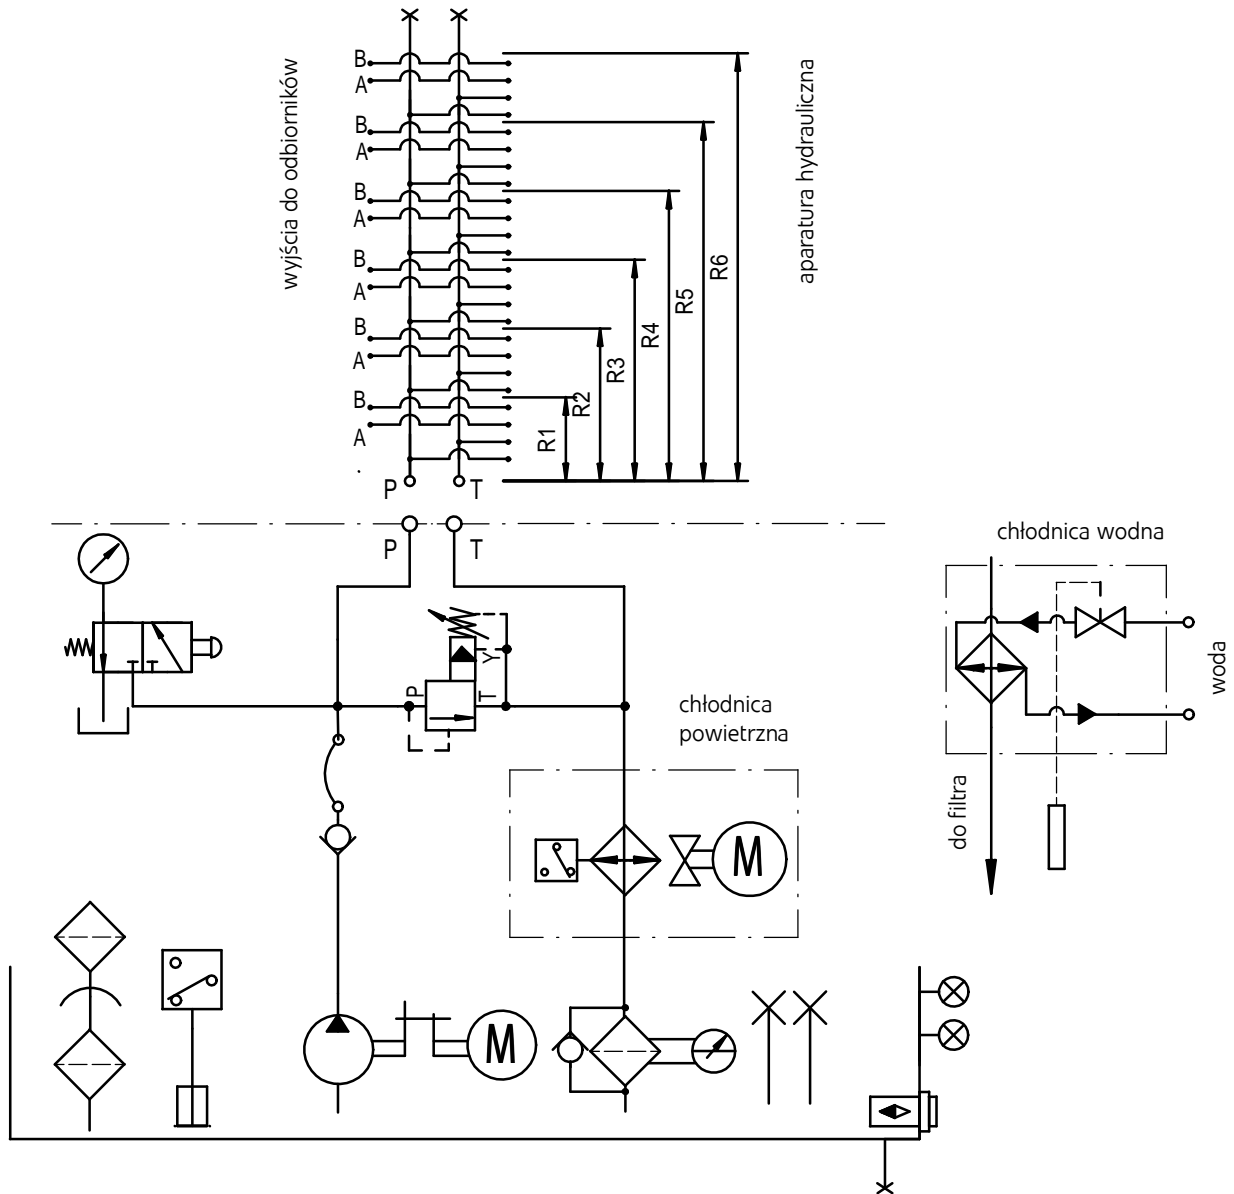 wyjścia do odbiorników
aparatura hydrauliczna
B
A
B
A
B
A
B
A
B
A
B
A
R1
R2
R3
R4
R5
R6
P T
P T
chłodnica wodna
woda
do filtra
P
T
Y
chłodnica
powietrzna
M
M